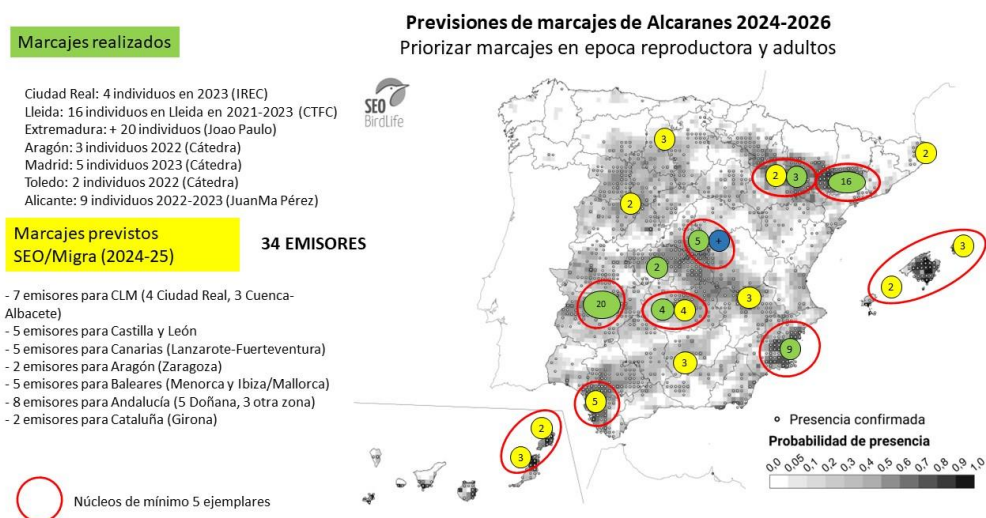 Previsiones de marcajes de Alcaranes 2024-2026
Priorizar marcajes en epoca reproductora y adultos
Marcajes realizados
Ciudad Real: 4 individuos en 2023 (IREC)
Lleida: 16 individuos en Lleida en 2021-2023 (CTFC)
Extremadura: + 20 individuos (Joao Paulo)
Aragón: 3 individuos 2022 (Cátedra)
Madrid: 5 individuos 2023 (Cátedra)
Toledo: 2 individuos 2022 (Cátedra)
Alicante: 9 individuos 2022-2023 (JuanMa Pérez)
SEO
BirdLife
Marcajes previstos
SEO/Migra (2024-25)
34 EMISORES
- 7 emisores para CLM (4 Ciudad Real, 3 Cuenca-
Albacete)
- 5 emisores para Castilla y León
- 5 emisores para Canarias (Lanzarote-Fuerteventura)
- 2 emisores para Aragón (Zaragoza)
- 5 emisores para Baleares (Menorca y Ibiza/Mallorca)
- 8 emisores para Andalucía (5 Doñana, 3 otra zona)
- 2 emisores para Cataluña (Girona)
Núcleos de mínimo 5 ejemplares
3
2
2 3
16
2
5 +
3
2
2
20
4 4
3
9
3
5
2
3
Presencia confirmada
Probabilidad de presencia
0.0 0.05 0.1 0.2 0.3 0.4 0.5 0.6 0.7 0.8 0.9 1.0